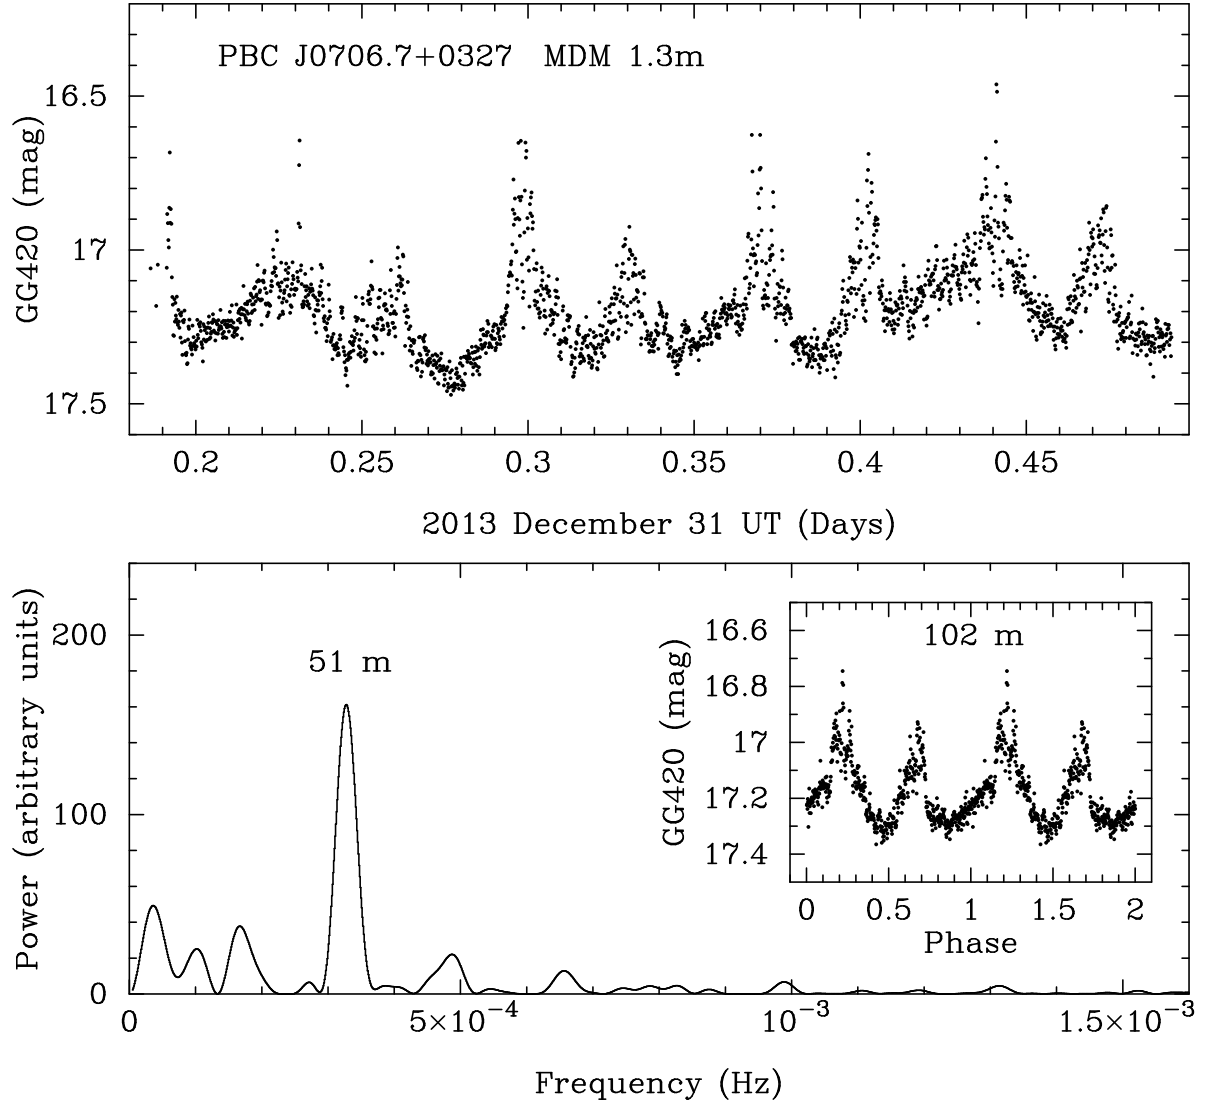 PBC J0706.7+0327 MDM 1.3m
16.5
17
17.5
GG420 (mag)
0.2 0.25 0.3 0.35 0.4 0.45
2013 December 31 UT (Days)
200
100
0
Power (arbitrary units)
51 m
102 m
16.6
16.8
17
17.2
17.4
GG420 (mag)
0 0.5 1 1.5 2
Phase
0 5×10⁻⁴ 10⁻³ 1.5×10⁻³
Frequency (Hz)